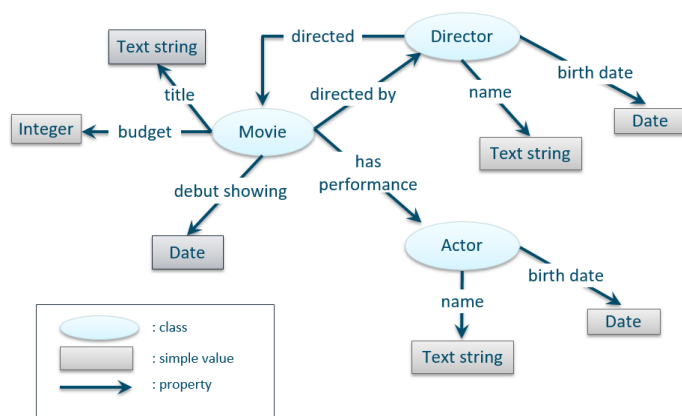 directed
Director
Text string
birth date
title
directed by
name
Integer
budget
Movie
Date
Text string
has
performance
debut showing
Date
Actor
birth date
name
Date
Text string
: class
: simple value
: property